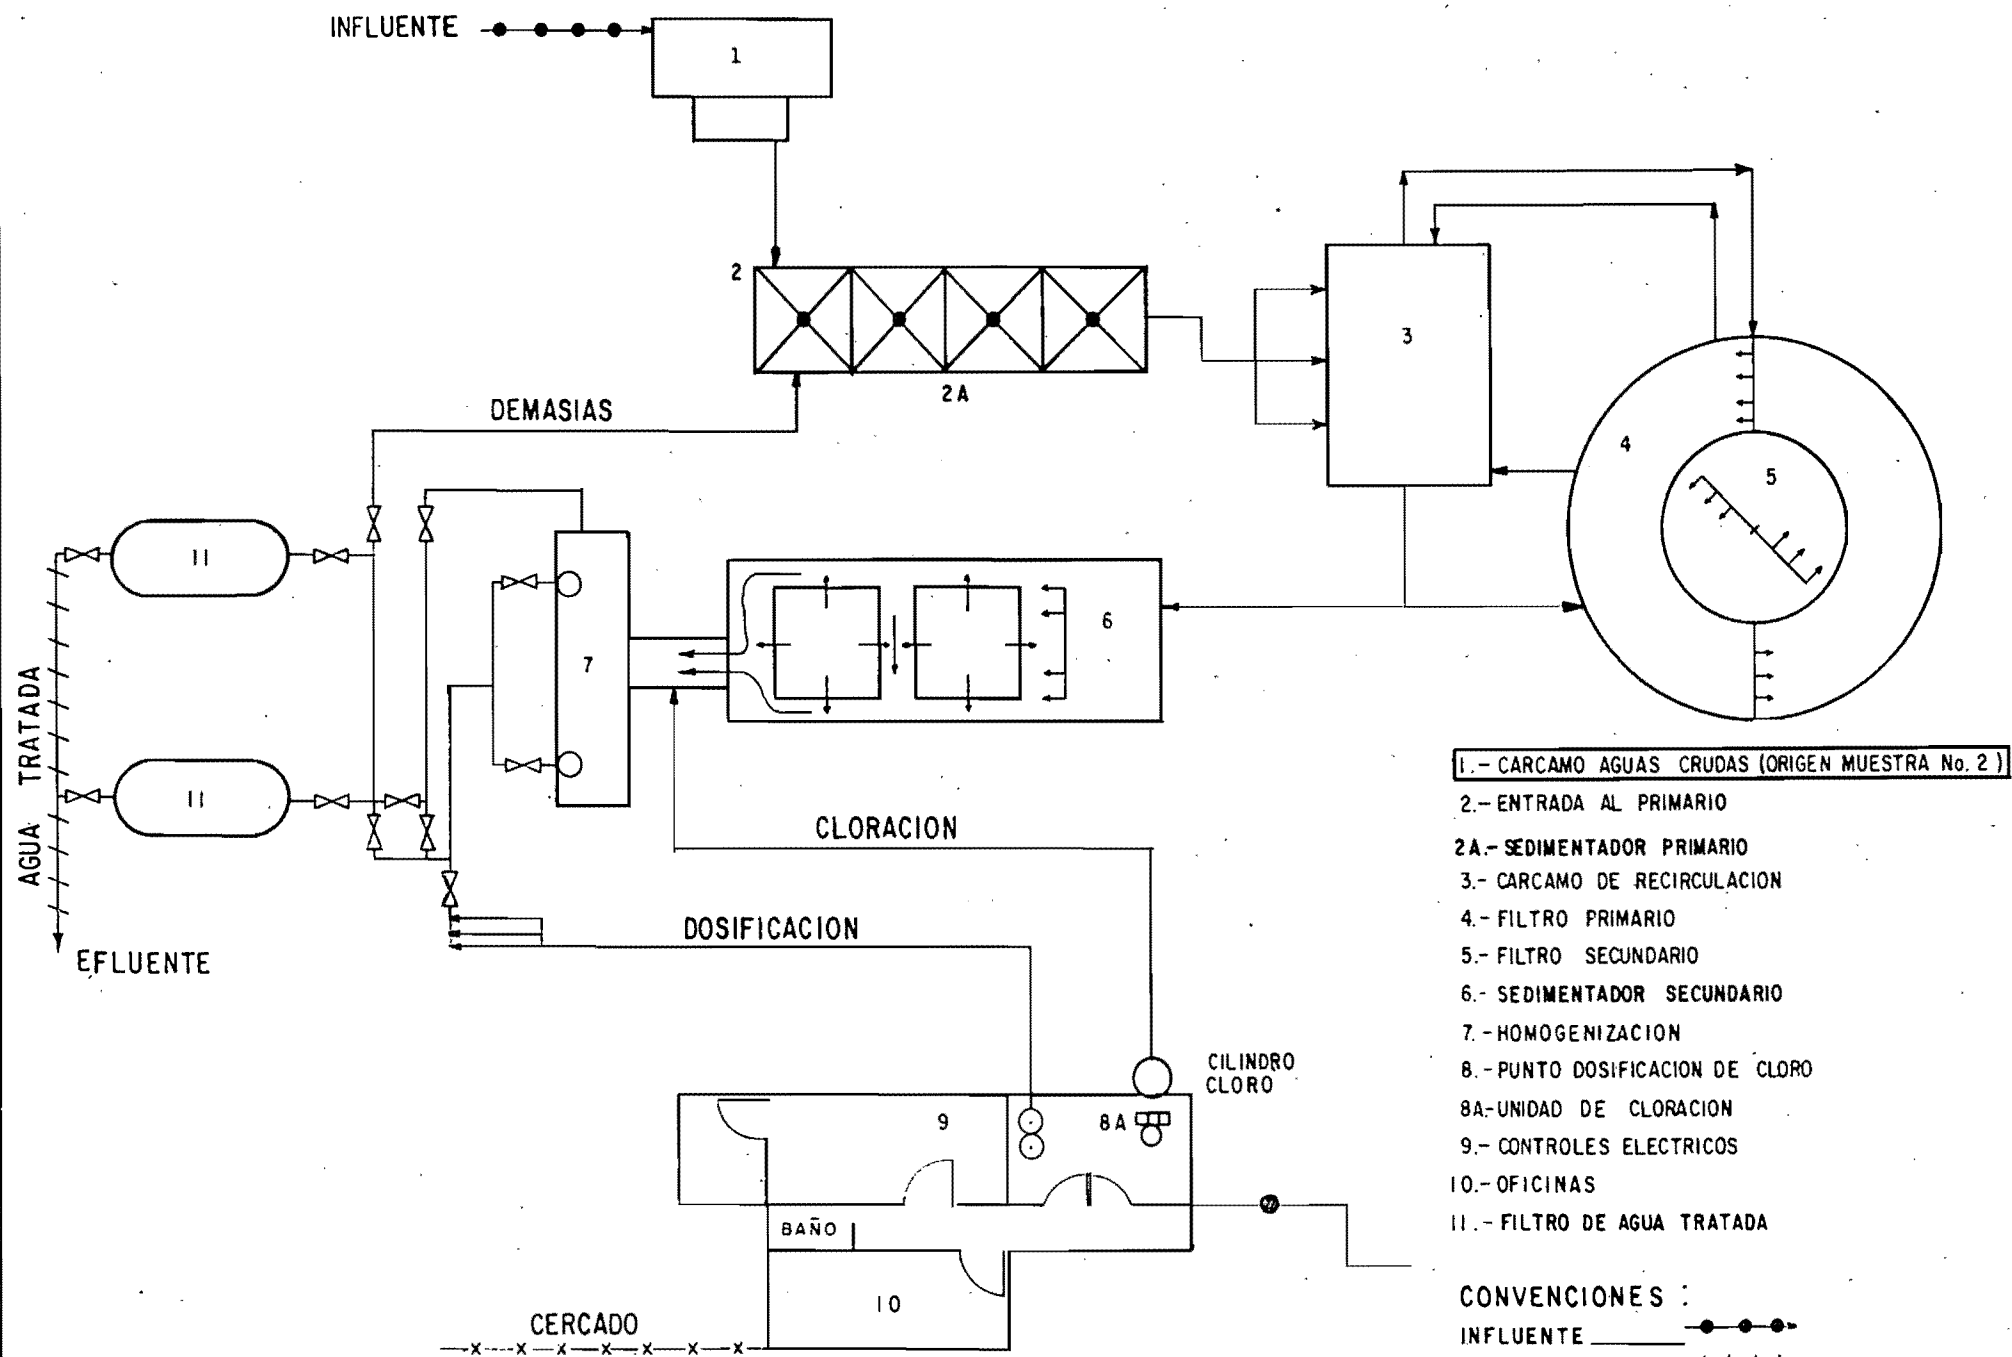 INFLUENTE
1
2
2A
3
4
5
DEMASIAS
11
6
7
AGUA TRATADA
11
CLORACION
DOSIFICACION
EFLUENTE
CILINDRO
CLORO
9
8A
BAÑO
10
CERCADO
1.- CARCAMO AGUAS CRUDAS (ORIGEN MUESTRA No. 2)
2.- ENTRADA AL PRIMARIO
2A.- SEDIMENTADOR PRIMARIO
3.- CARCAMO DE RECIRCULACION
4.- FILTRO PRIMARIO
5.- FILTRO SECUNDARIO
6.- SEDIMENTADOR SECUNDARIO
7.- HOMOGENIZACION
8.- PUNTO DOSIFICACION DE CLORO
8A.- UNIDAD DE CLORACION
9.- CONTROLES ELECTRICOS
10.- OFICINAS
11.- FILTRO DE AGUA TRATADA
CONVENCIONES :
INFLUENTE